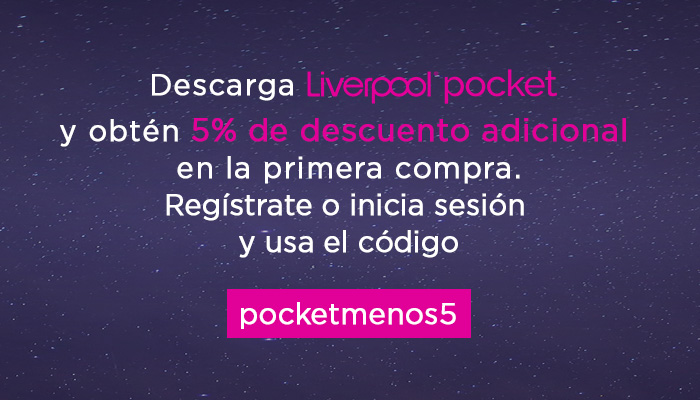 Descarga Liverpool pocket
y obtén 5% de descuento adicional
en la primera compra.
Regístrate o inicia sesión
y usa el código
pocketmenos5